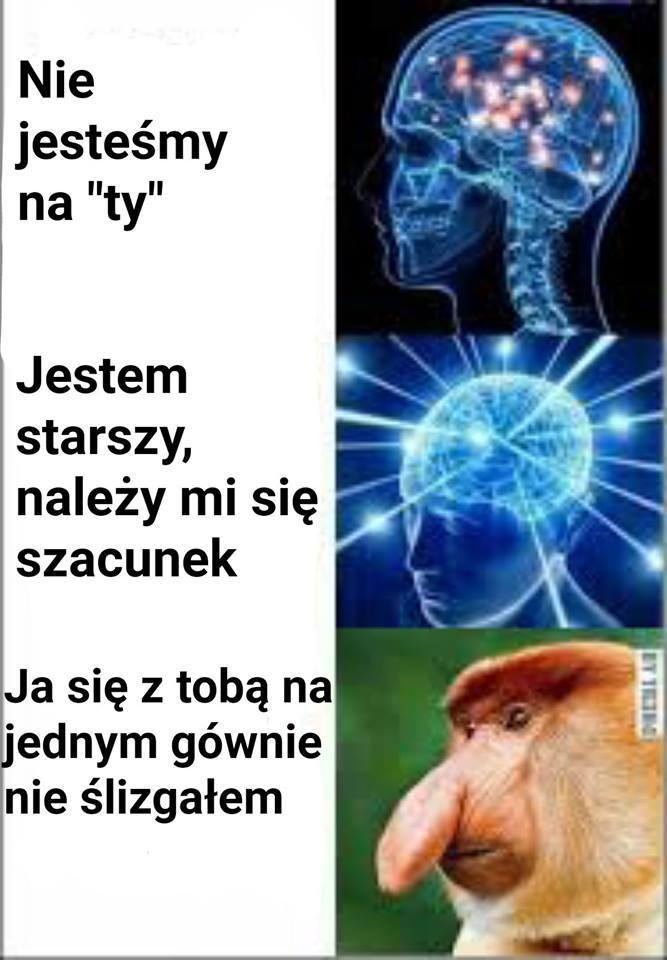 Nie
jesteśmy
na "ty"
Jestem
starszy,
należy mi się
szacunek
Ja się z tobą na
jednym gównie
nie ślizgałem